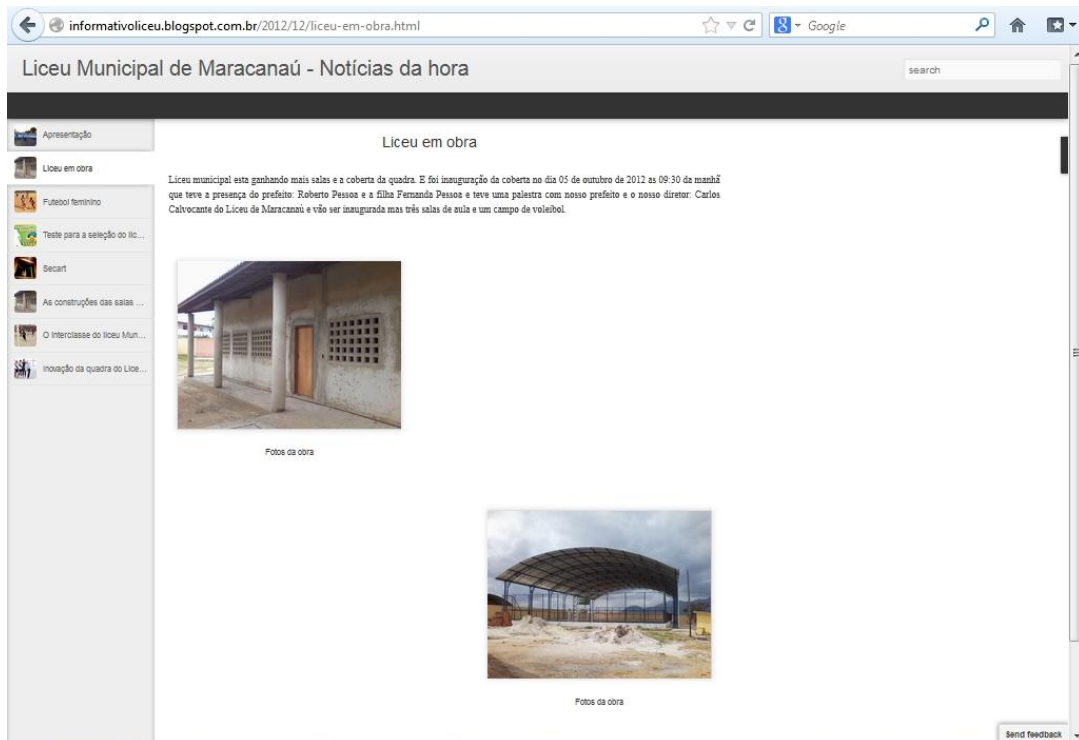 informativoliceu.blogspot.com.br/2012/12/liceu-em-obra.html
Google
Liceu Municipal de Maracanaú - Notícias da hora
search
Apresentação
Liceu em obra
Futebol feminino
Teste para a seleção do lic...
Secart
As construções das salas ...
O interclasse do liceu Mun...
Inovação da quadra do Lice...
Liceu em obra
Liceu municipal esta ganhando mais salas e a coberta da quadra. E foi inauguração da coberta no dia 05 de outubro de 2012 as 09:30 da manhã
que teve a presença do prefeito: Roberto Pessoa e a filha Fernanda Pessoa e teve uma palestra com nosso prefeito e o nosso diretor: Carlos
Calvocante do Liceu de Maracanaú e vão ser inaugurada mas três salas de aula e um campo de voleibol.
Fotos da obra
Fotos da obra
Send feedback